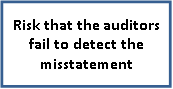 Risk that the auditors
fail to detect the
misstatement